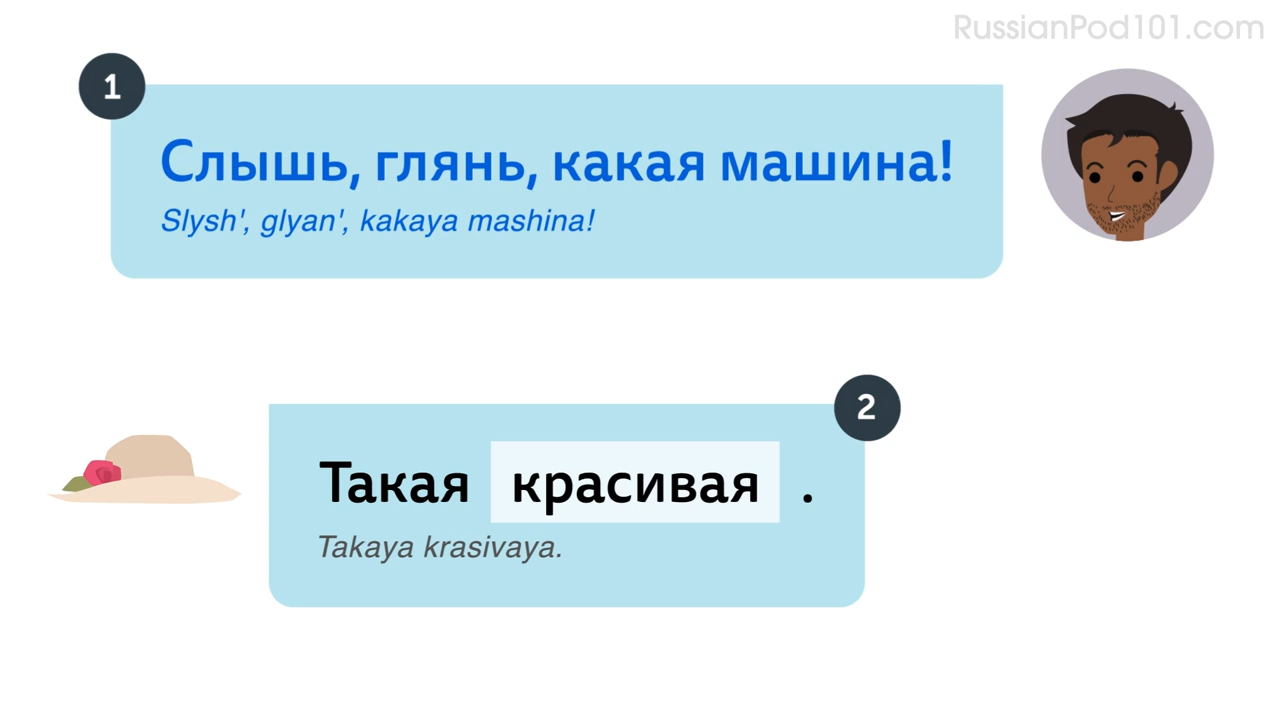 RussianPod101.com
1
Слышь, глянь, какая машина!
Slysh', glyan', kakaya mashina!
2
Такая красивая .
Takaya krasivaya.